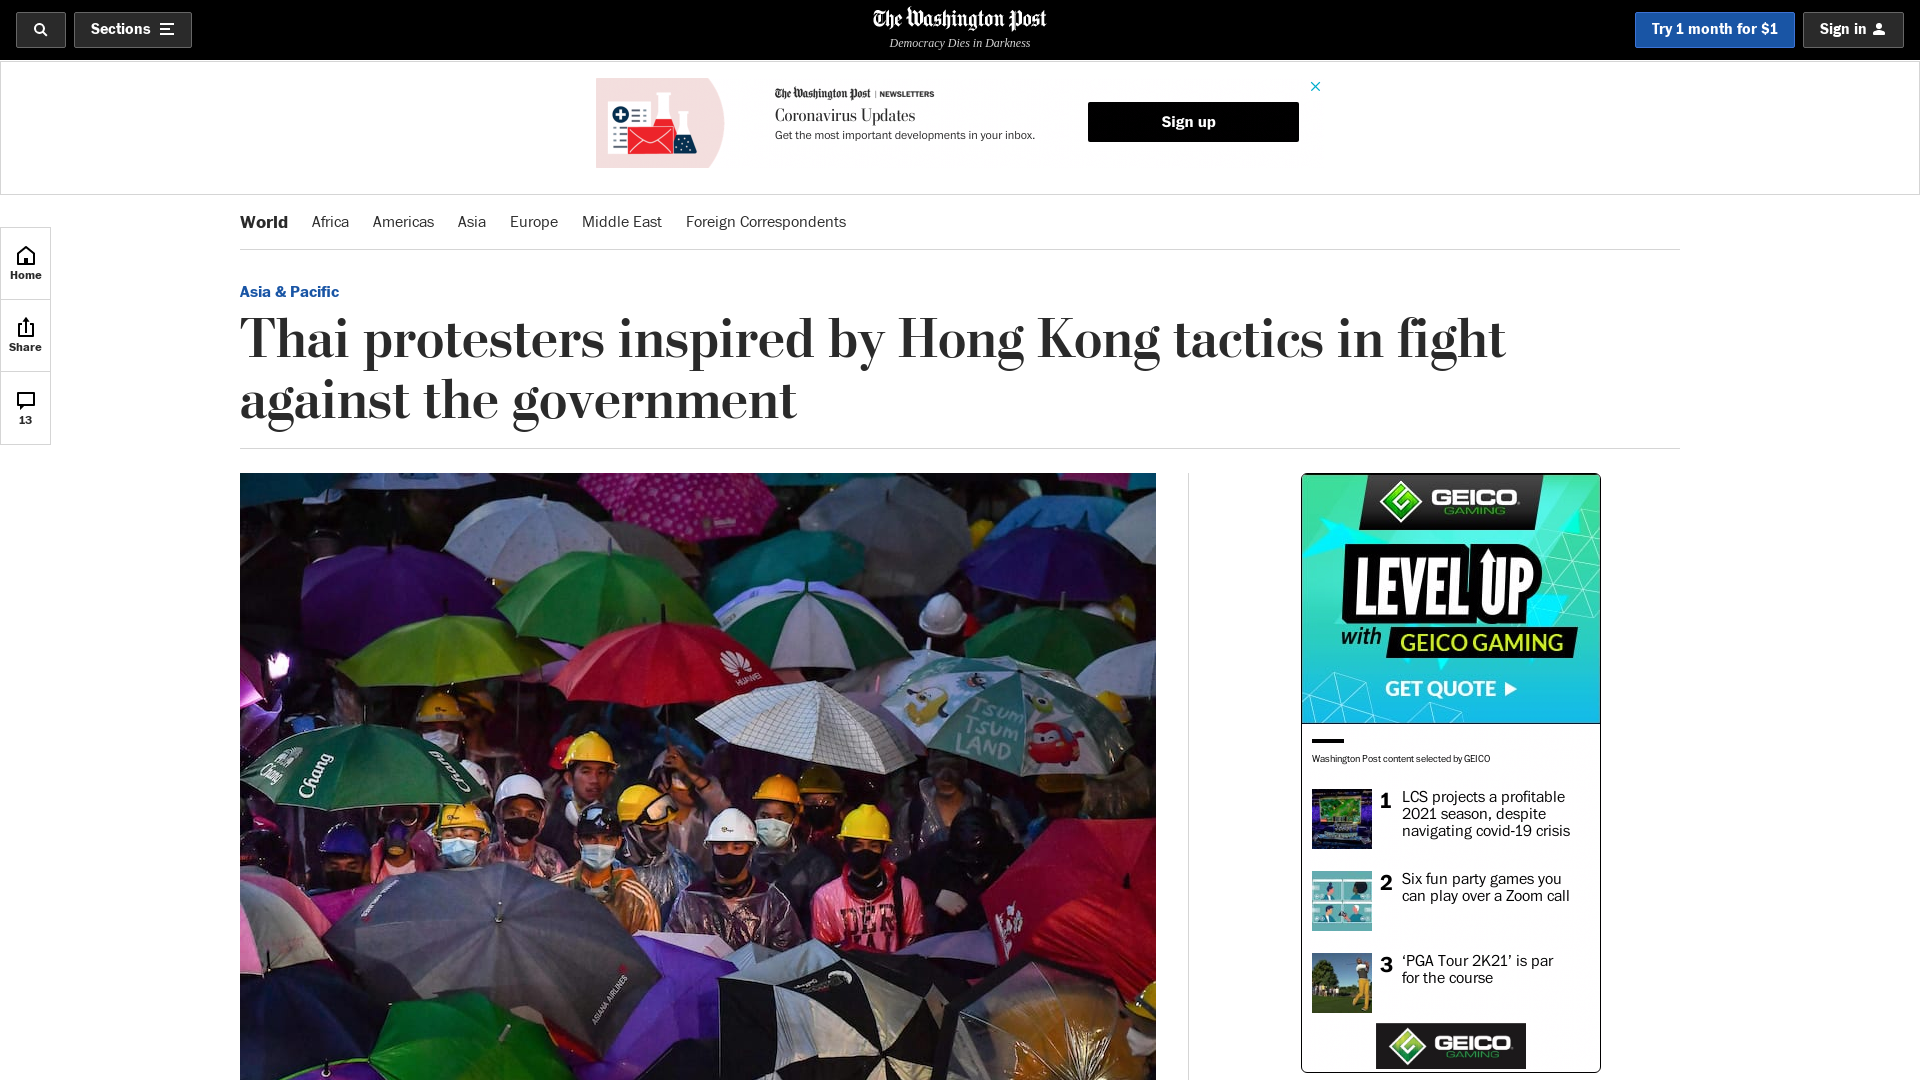 Sections
The Washington Post
Democracy Dies in Darkness
Try 1 month for $1
Sign in
The Washington Post | NEWSLETTERS
Coronavirus Updates
Get the most important developments in your inbox.
Sign up
World
Africa
Americas
Asia
Europe
Middle East
Foreign Correspondents
Home
Share
13
Asia & Pacific
Thai protesters inspired by Hong Kong tactics in fight
against the government
HUAWEI
TSUM
TSUM
LAND
Chang
Chang
Chang
ASIANA AIRLINES
GEICO
GAMING
LEVEL UP
with GEICO GAMING
GET QUOTE
Washington Post content selected by GEICO
1 LCS projects a profitable
2021 season, despite
navigating covid-19 crisis
2 Six fun party games you
can play over a Zoom call
3 ‘PGA Tour 2K21’ is par
for the course
GEICO
GAMING